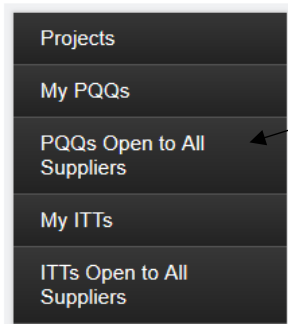 Projects
My PQQs
PQQs Open to All
Suppliers
My ITTs
ITTs Open to All
Suppliers